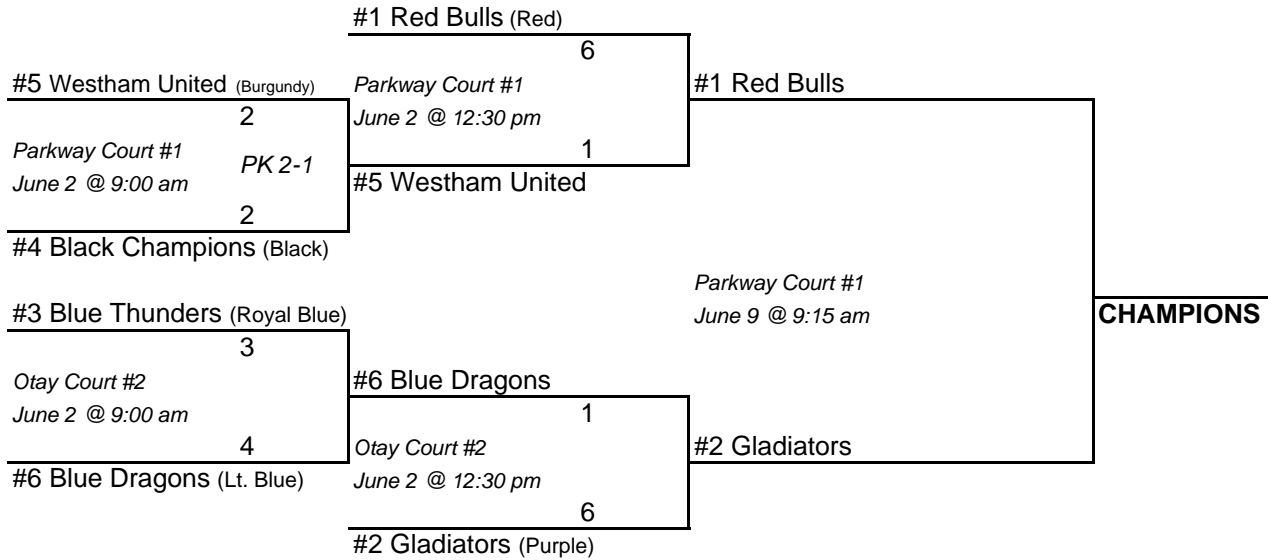 #1 Red Bulls (Red)
6
#5 Westham United (Burgundy)
Parkway Court #1
#1 Red Bulls
2
June 2 @ 12:30 pm
Parkway Court #1
PK 2-1
1
June 2 @ 9:00 am
#5 Westham United
2
#4 Black Champions (Black)
Parkway Court #1
#3 Blue Thunders (Royal Blue)
June 9 @ 9:15 am
CHAMPIONS
3
Otay Court #2
#6 Blue Dragons
June 2 @ 9:00 am
1
4
Otay Court #2
#2 Gladiators
#6 Blue Dragons (Lt. Blue)
June 2 @ 12:30 pm
6
#2 Gladiators (Purple)